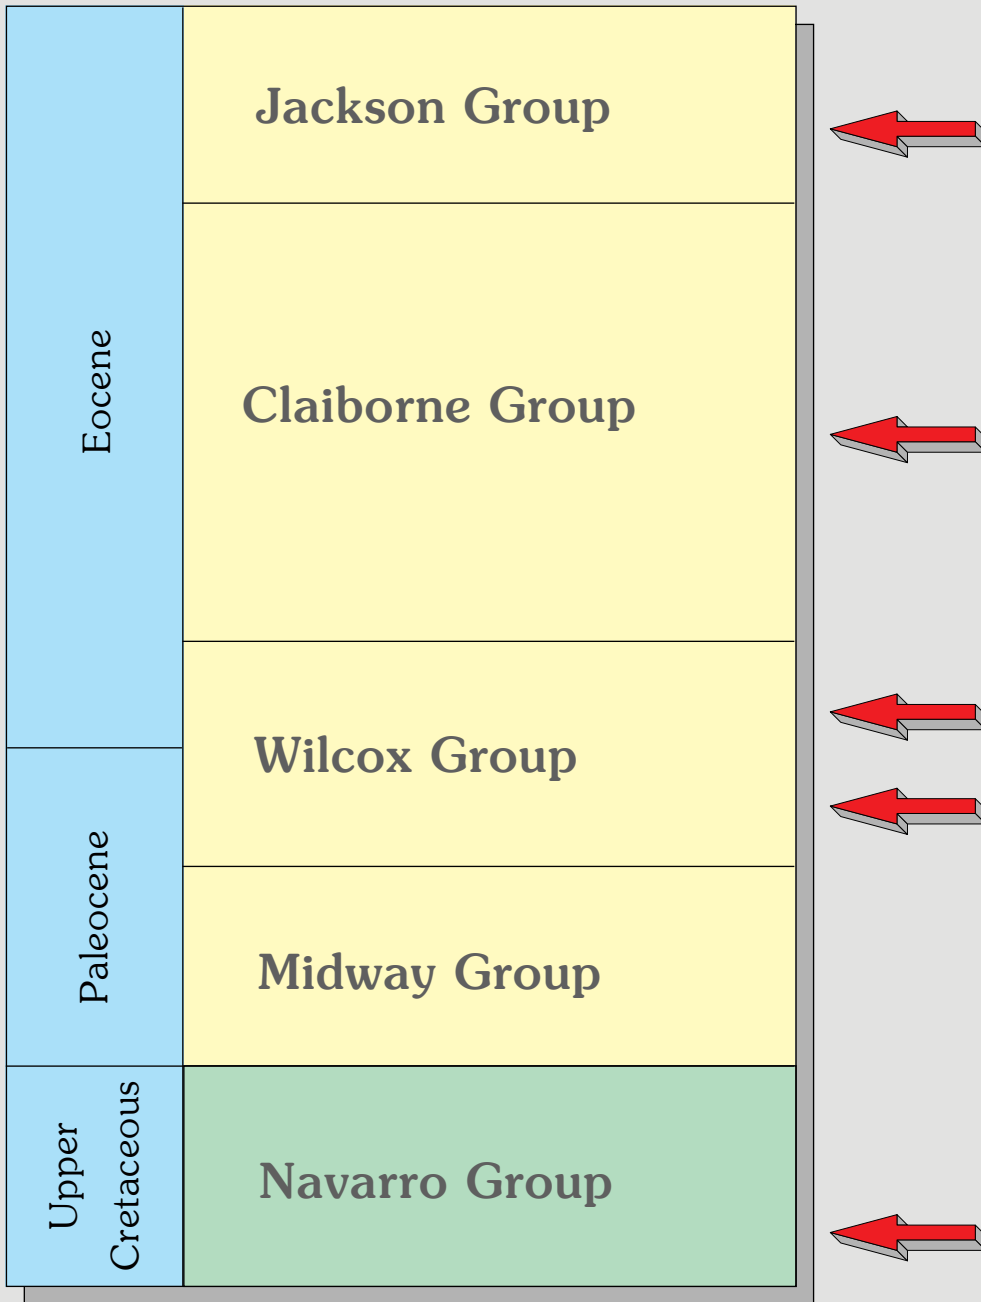 Eocene
Jackson Group
Claiborne Group
Wilcox Group
Paleocene
Midway Group
Upper
Cretaceous
Navarro Group